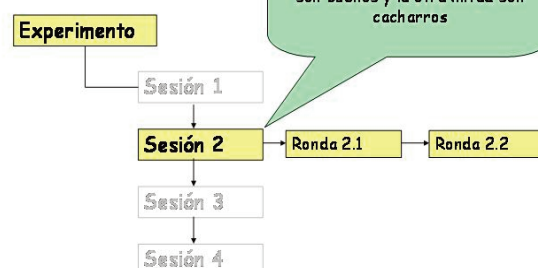 cacharros
Experimento
Sesión 1
Sesión 2
Ronda 2.1
Ronda 2.2
Sesión 3
Sesión 4